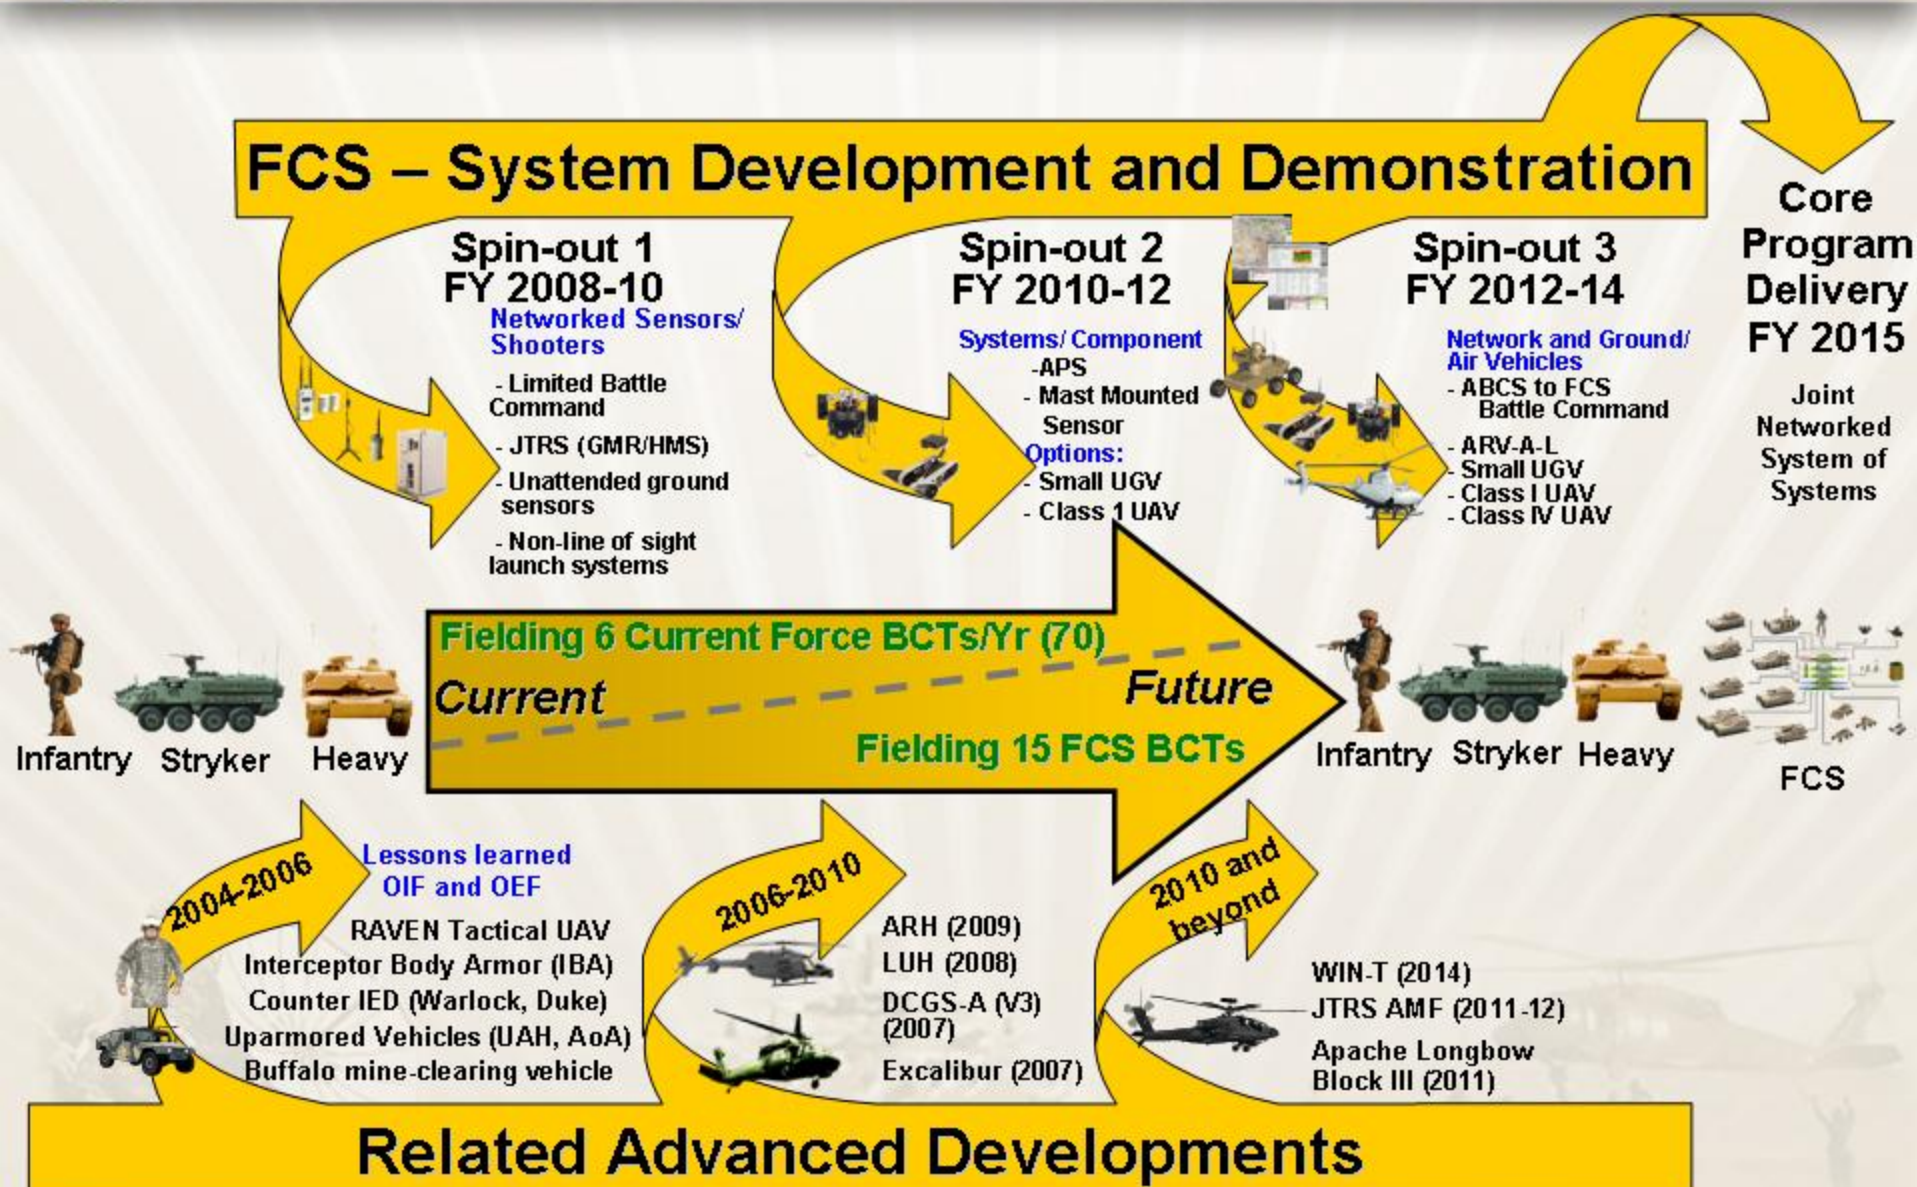 FCS – System Development and Demonstration
Spin-out 1
FY 2008-10
Networked Sensors/
Shooters
- Limited Battle
Command
- JTRS (GMR/HMS)
- Unattended ground
sensors
- Non-line of sight
launch systems
Spin-out 2
FY 2010-12
Systems/ Component
-APS
- Mast Mounted
Sensor
Options:
- Small UGV
- Class 1 UAV
Spin-out 3
FY 2012-14
Network and Ground/
Air Vehicles
- ABCS to FCS
Battle Command
- ARV-A-L
- Small UGV
- Class I UAV
- Class IV UAV
Core
Program
Delivery
FY 2015
Joint
Networked
System of
Systems
Infantry
Stryker
Heavy
Fielding 6 Current Force BCTs/Yr (70)
Current
Future
Fielding 15 FCS BCTs
Infantry
Stryker
Heavy
FCS
2004-2006
Lessons learned
OIF and OEF
RAVEN Tactical UAV
Interceptor Body Armor (IBA)
Counter IED (Warlock, Duke)
Uparmored Vehicles (UAH, AoA)
Buffalo mine-clearing vehicle
2006-2010
ARH (2009)
LUH (2008)
DCGS-A (V3)
(2007)
Excalibur (2007)
2010 and
beyond
WIN-T (2014)
JTRS AMF (2011-12)
Apache Longbow
Block III (2011)
Related Advanced Developments